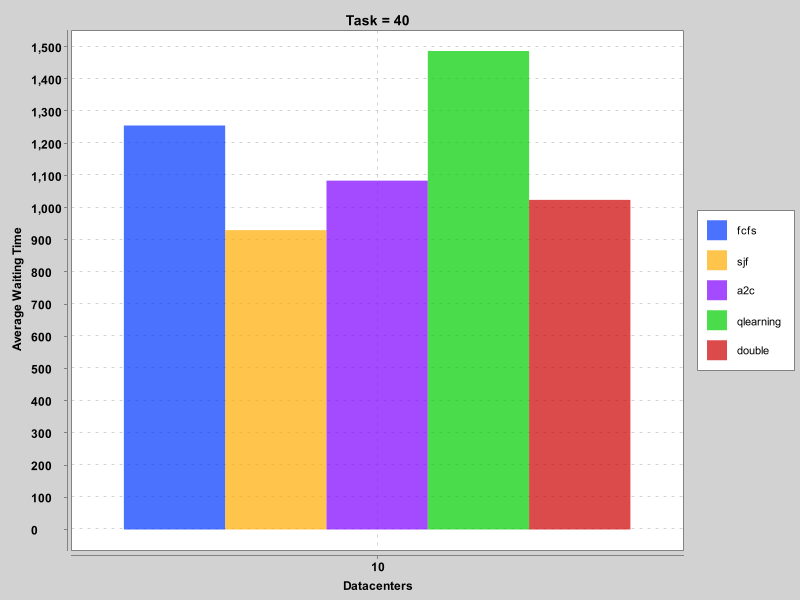 Task = 40
1,500
1,400
1,300
1,200
1,100
1,000
900
800
700
600
500
400
300
200
100
0
Average Waiting Time
10
Datacenters
fcfs
sjf
a2c
qlearning
double